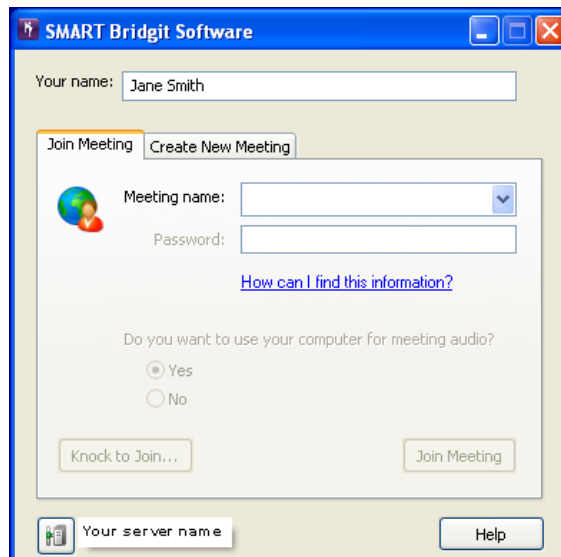 SMART Bridgit Software
Your name: Jane Smith
Join Meeting Create New Meeting
Meeting name:
Password:
How can I find this information?
Do you want to use your computer for meeting audio?
Yes
No
Knock to Join... Join Meeting
Your server name Help